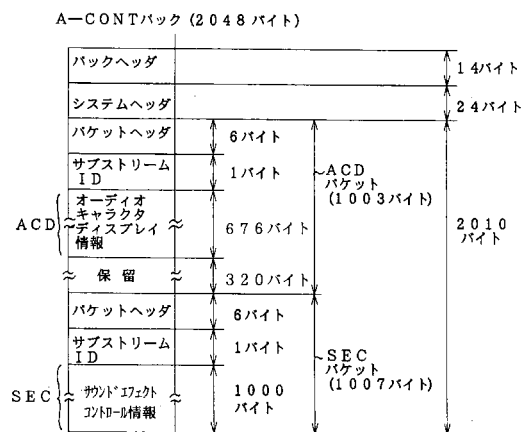 A—CONTパック(2048バイト)
パックヘッダ
14バイト
システムヘッダ
24バイト
パケットヘッダ
6バイト
サブストリーム
ID
1バイト
~ACD
パケット
(1003バイト)
ACD
オーディオ
キャラクタ
ディスプレイ
情報
676バイト
2010
バイト
保留
320バイト
パケットヘッダ
6バイト
サブストリーム
ID
1バイト
~SEC
パケット
(1007バイト)
SEC
サウンドエフェクト
コントロール情報
1000
バイト